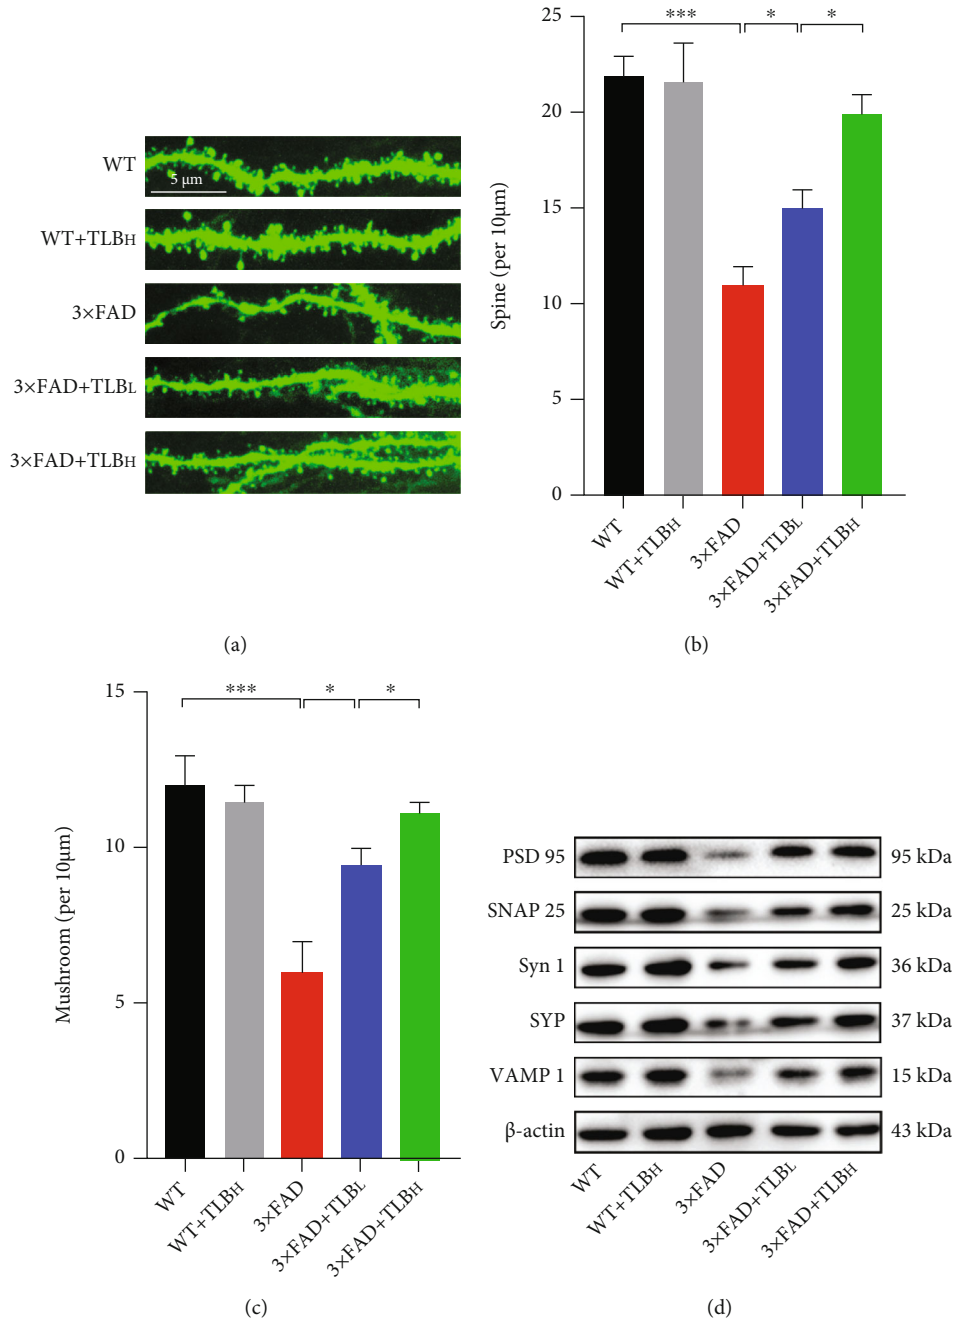 WT
5 μm
WT+TLBH
3×FAD
3×FAD+TLBL
3×FAD+TLBH
(a)
25
20
15
10
5
0
Spine (per 10μm)
*** * *
WT
WT+TLBH
3×FAD
3×FAD+TLBL
3×FAD+TLBH
(b)
15
10
5
0
Mushroom (per 10μm)
*** * *
WT
WT+TLBH
3×FAD
3×FAD+TLBL
3×FAD+TLBH
(c)
PSD 95 95 kDa
SNAP 25 25 kDa
Syn 1 36 kDa
SYP 37 kDa
VAMP 1 15 kDa
β-actin 43 kDa
WT
WT+TLBH
3×FAD
3×FAD+TLBL
3×FAD+TLBH
(d)